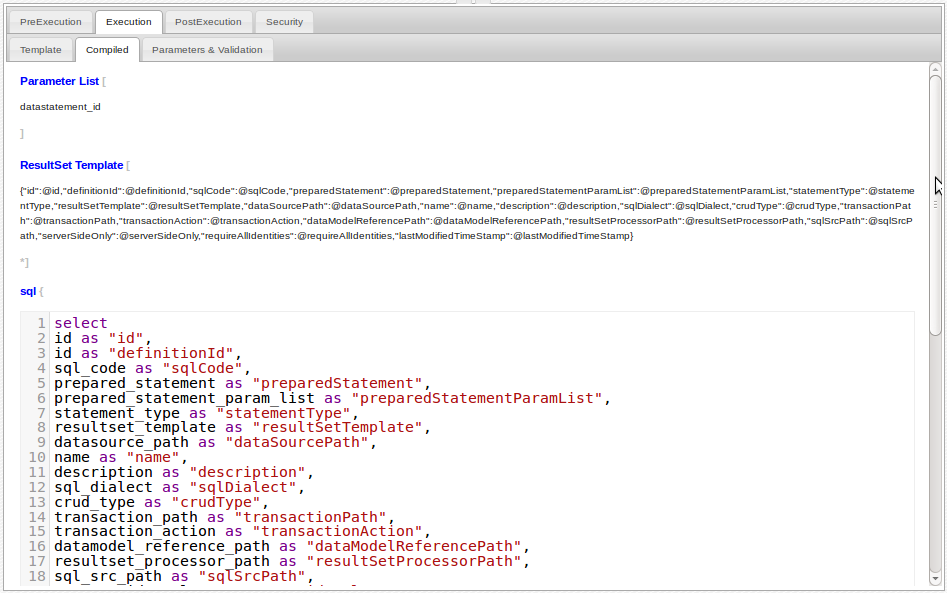 PreExecution Execution PostExecution Security
Template Compiled Parameters & Validation
Parameter List [
datastatement_id
]
ResultSet Template [
{"id":@id,"definitionId":@definitionId,"sqlCode":@sqlCode,"preparedStatement":@preparedStatement,"preparedStatementParamList":@preparedStatementParamList,"statementType":@stateme
ntType,"resultSetTemplate":@resultSetTemplate,"dataSourcePath":@dataSourcePath,"name":@name,"description":@description,"sqlDialect":@sqlDialect,"crudType":@crudType,"transactionPat
h":@transactionPath,"transactionAction":@transactionAction,"dataModelReferencePath":@dataModelReferencePath,"resultSetProcessorPath":@resultSetProcessorPath,"sqlSrcPath":@sqlSrcP
ath,"serverSideOnly":@serverSideOnly,"requireAllIdentities":@requireAllIdentities,"lastModifiedTimeStamp":@lastModifiedTimeStamp}
*]
sql {
1 select
2 id as "id",
3 id as "definitionId",
4 sql_code as "sqlCode",
5 prepared_statement as "preparedStatement",
6 prepared_statement_param_list as "preparedStatementParamList",
7 statement_type as "statementType",
8 resultset_template as "resultSetTemplate",
9 datasource_path as "dataSourcePath",
10 name as "name",
11 description as "description",
12 sql_dialect as "sqlDialect",
13 crud_type as "crudType",
14 transaction_path as "transactionPath",
15 transaction_action as "transactionAction",
16 datamodel_reference_path as "dataModelReferencePath",
17 resultset_processor_path as "resultSetProcessorPath",
18 sql_src_path as "sqlSrcPath",